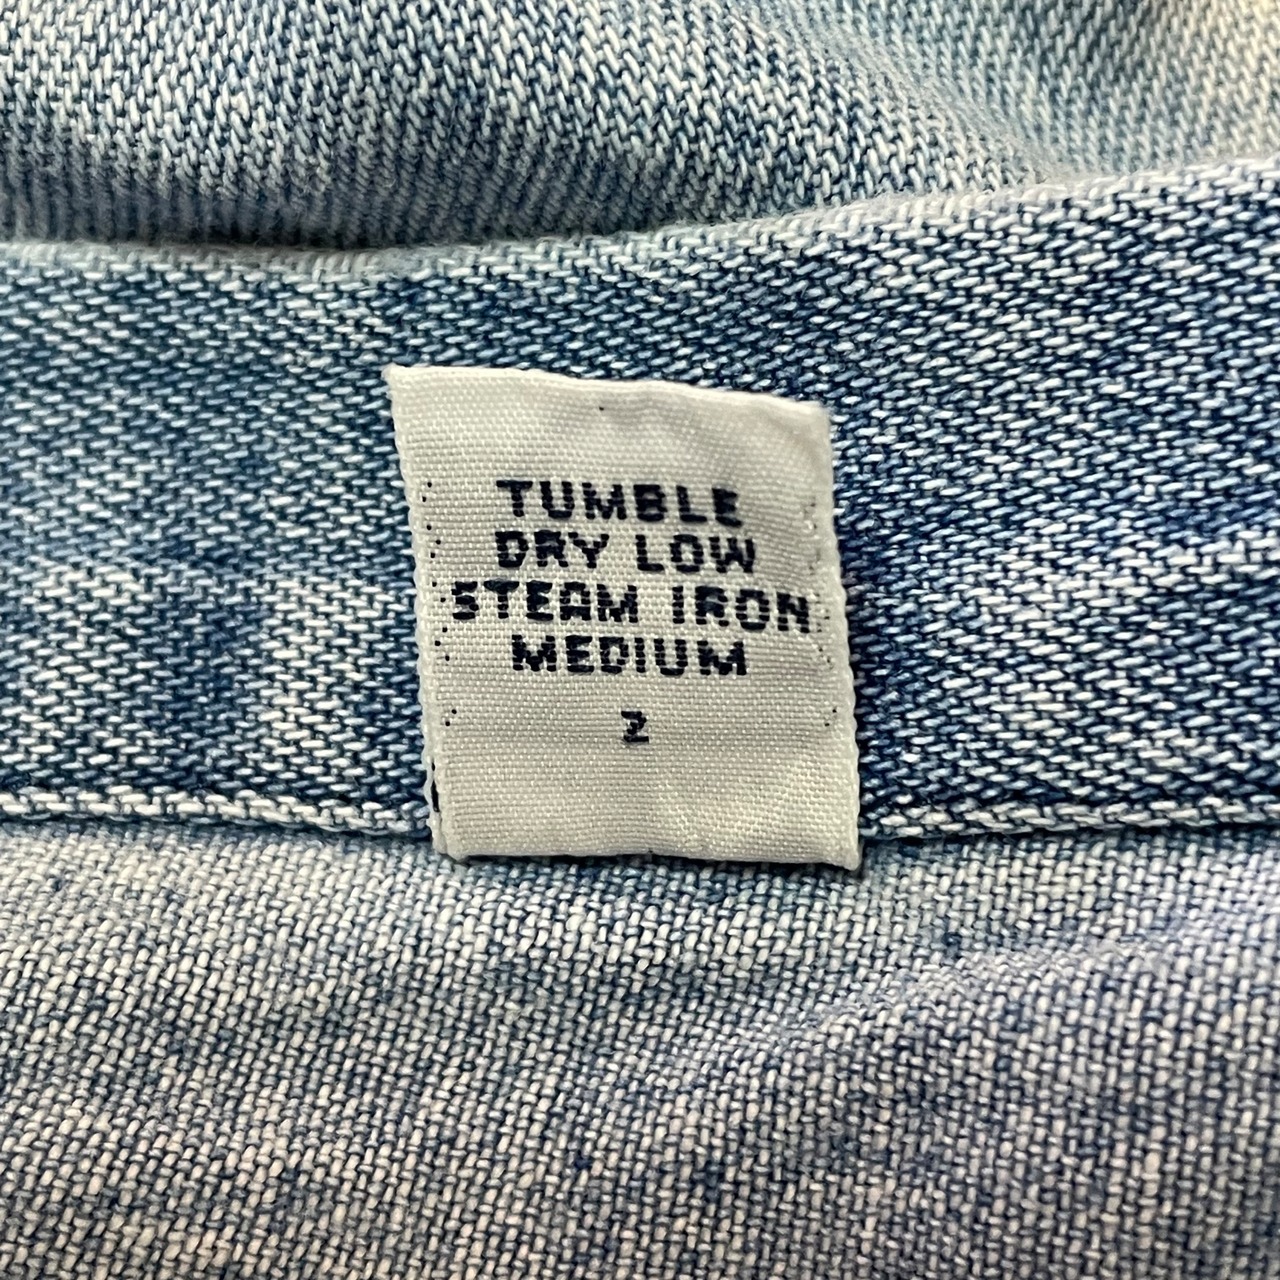 TUMBLE
DRY LOW
STEAM IRON
MEDIUM
2